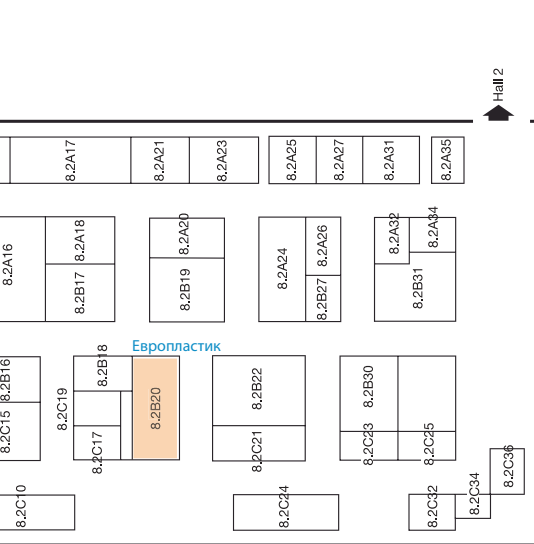 Hall 2
8.2A17
8.2A21
8.2A23
8.2A25
8.2A27
8.2A31
8.2A35
8.2A16
8.2A18
8.2B17
8.2A20
8.2B19
8.2A24
8.2A26
8.2B27
8.2A32
8.2A34
8.2B31
Европластик
8.2B16
8.2C15
8.2C19
8.2B18
8.2C17
8.2B20
8.2B22
8.2C21
8.2B30
8.2C23
8.2C25
8.2C10
8.2C24
8.2C32
8.2C34
8.2C36